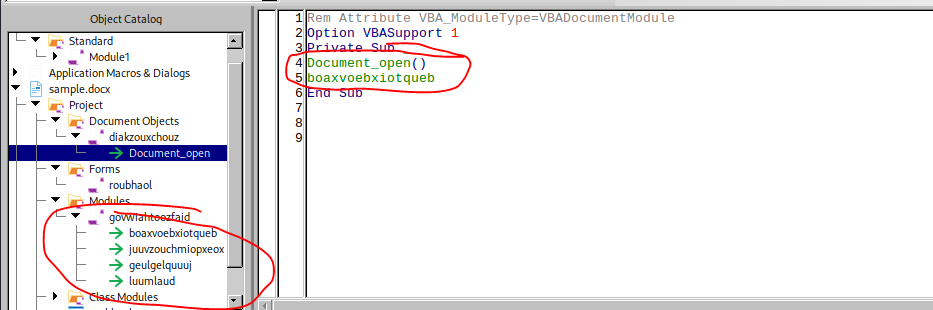 Object Catalog
Standard
Module1
Application Macros & Dialogs
sample.docx
Project
Document Objects
diakzouxchouz
Document_open
Forms
roubhaol
Modules
govwiahtoozfaid
boaxvoebxiotqueb
juuvzouchmiopxeox
geulgelquuuj
luumlaud
Class Modules
1 Rem Attribute VBA_ModuleType=VBADocumentModule
2 Option VBASupport 1
3 Private Sub
4 Document_open()
5 boaxvoebxiotqueb
6 End Sub
7
8
9